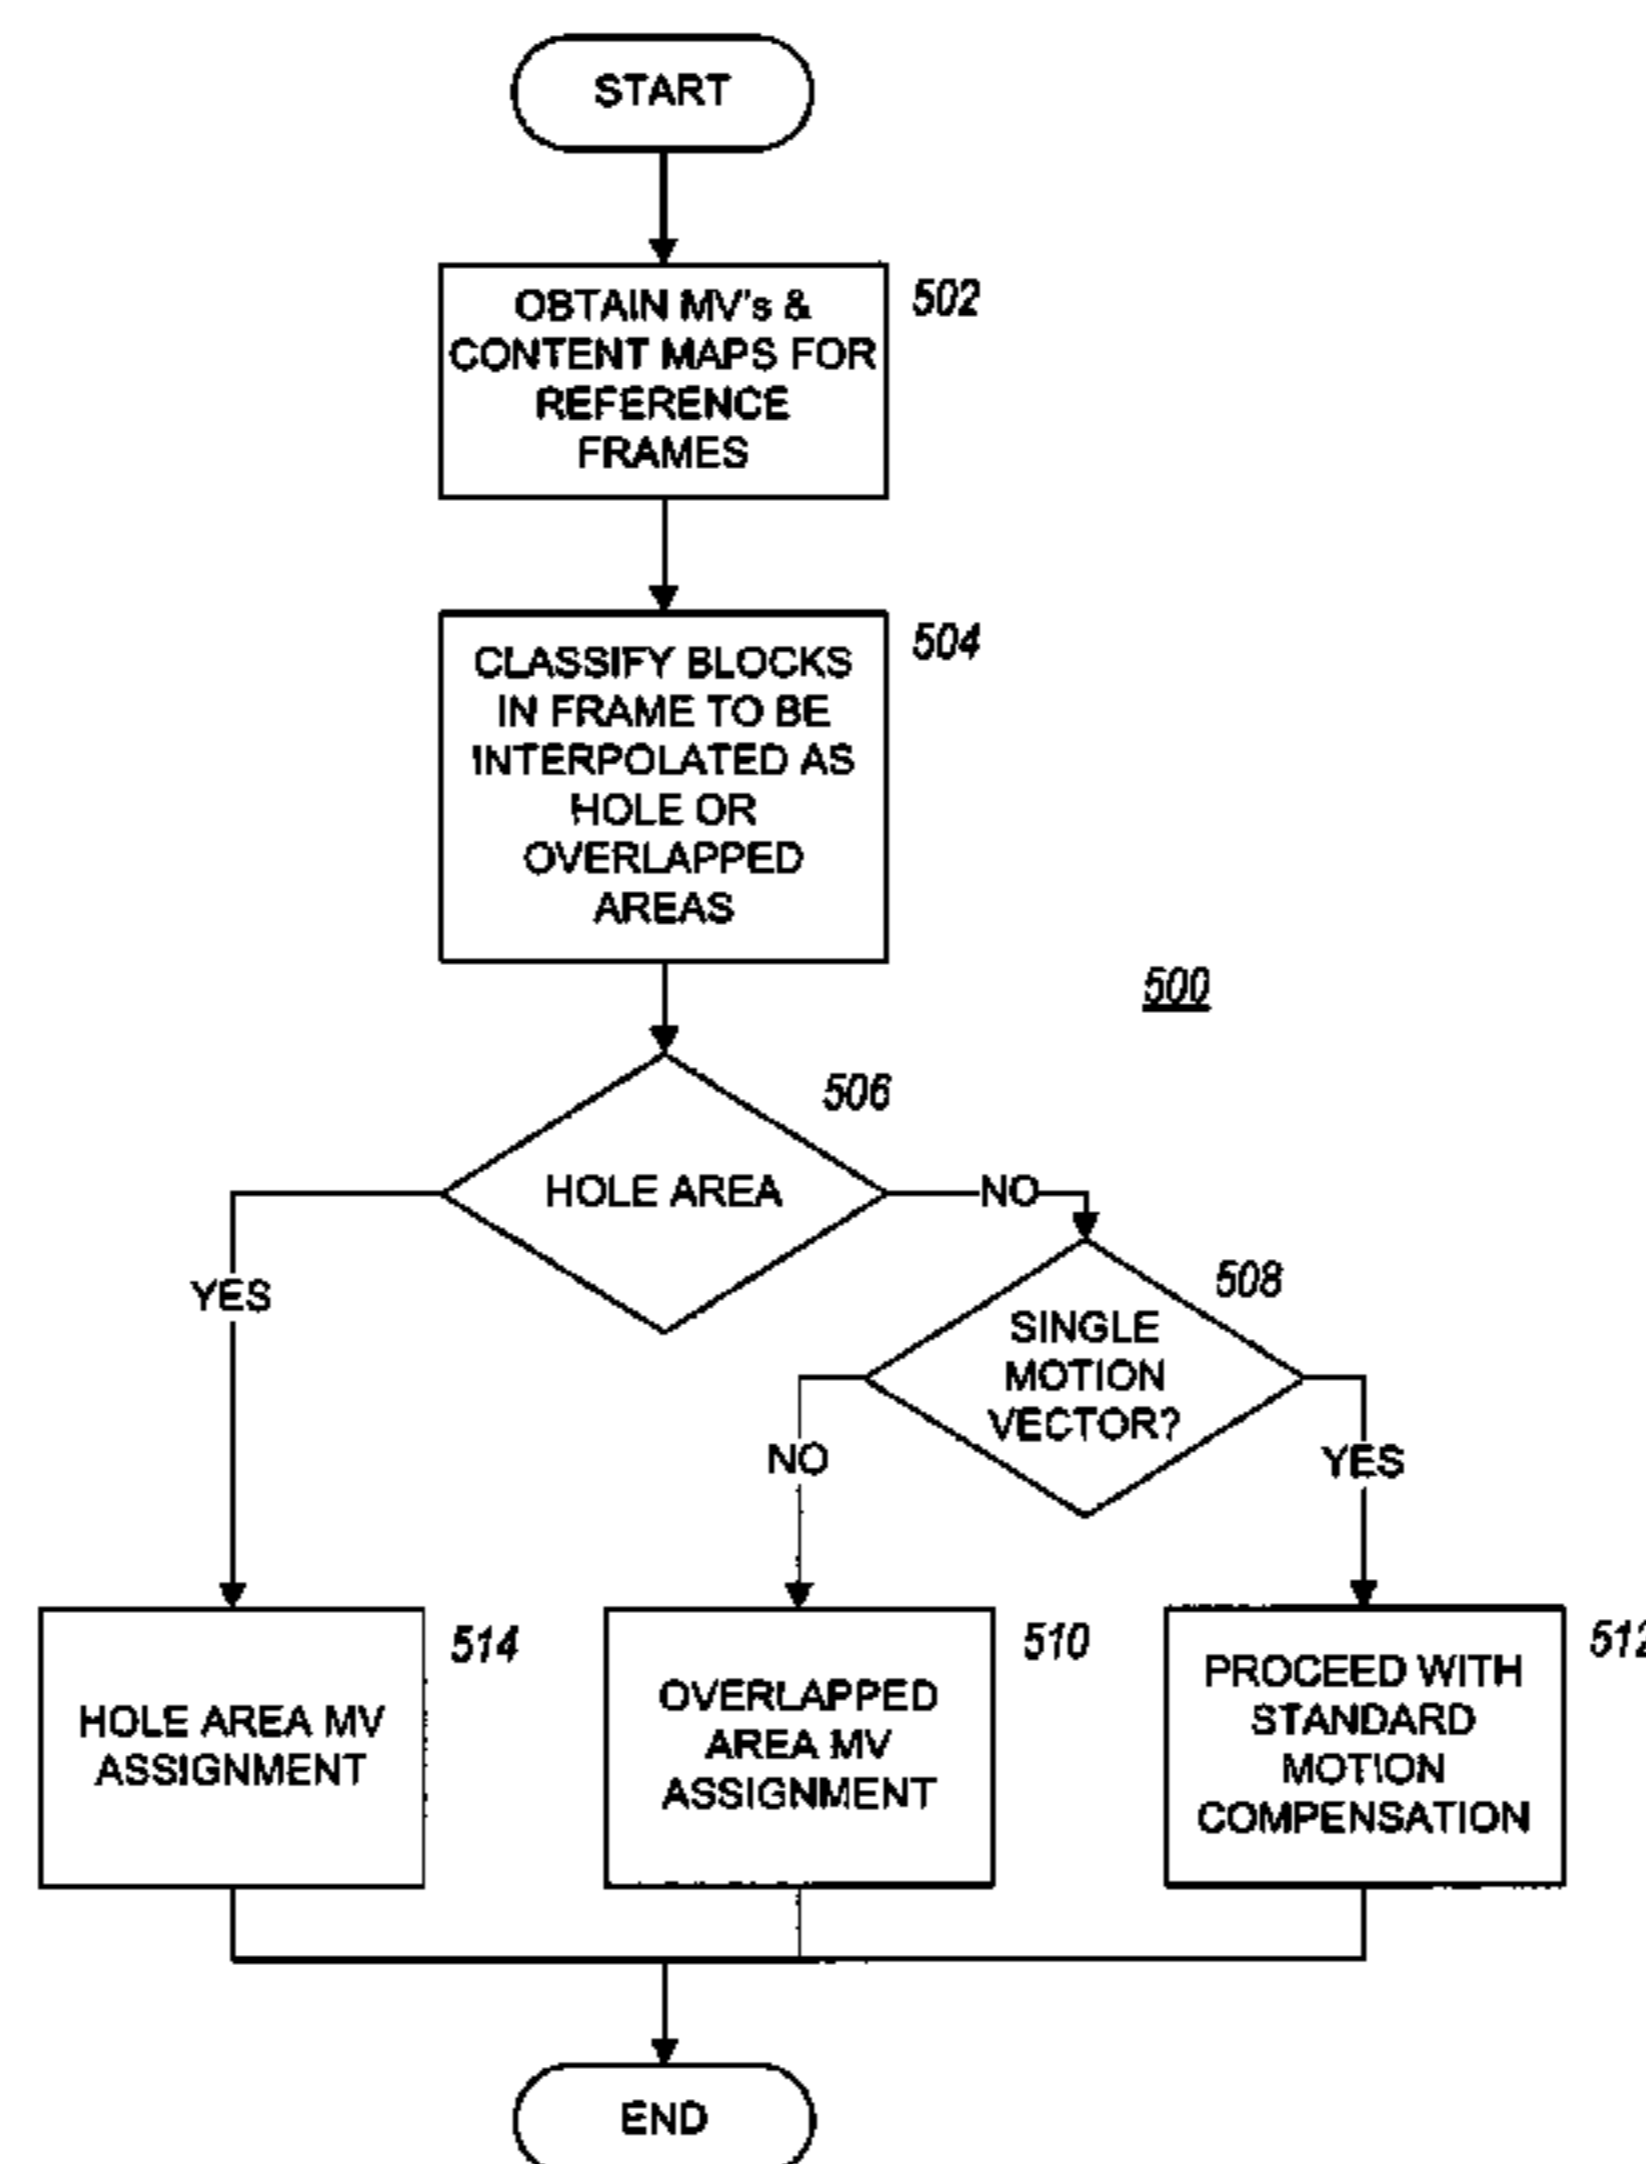 START
OBTAIN MV's &
CONTENT MAPS FOR
REFERENCE
FRAMES
502
CLASSIFY BLOCKS
IN FRAME TO BE
INTERPOLATED AS
HOLE OR
OVERLAPPED
AREAS
504
500
506
HOLE AREA
NO
YES
508
SINGLE
MOTION
VECTOR?
NO
YES
HOLE AREA MV
ASSIGNMENT
514
OVERLAPPED
AREA MV
ASSIGNMENT
510
PROCEED WITH
STANDARD
MOTION
COMPENSATION
512
END